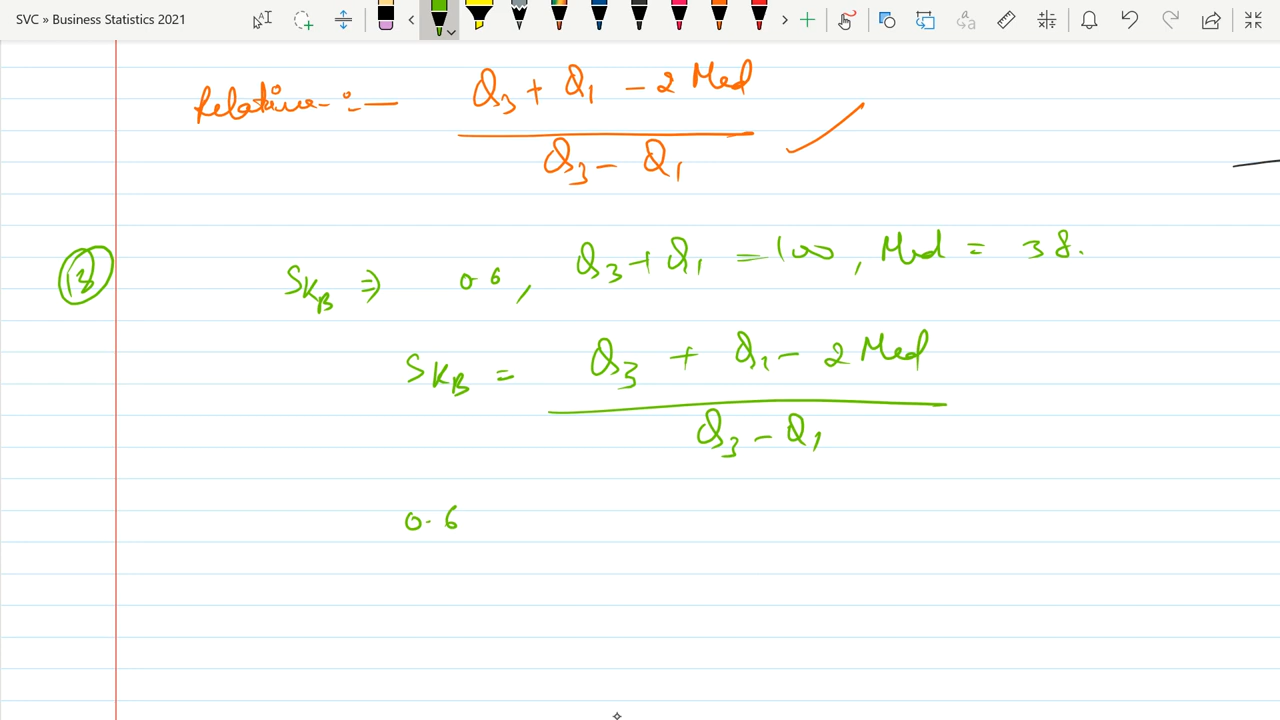 SVC » Business Statistics 2021
Relative :— Q3 + Q1 - 2 Med
Q3 - Q1
SKB ⇒ 0.6, Q3 + Q1 = 100, Med = 38.
SKB = Q3 + Q1 - 2 Med
Q3 - Q1
0.6